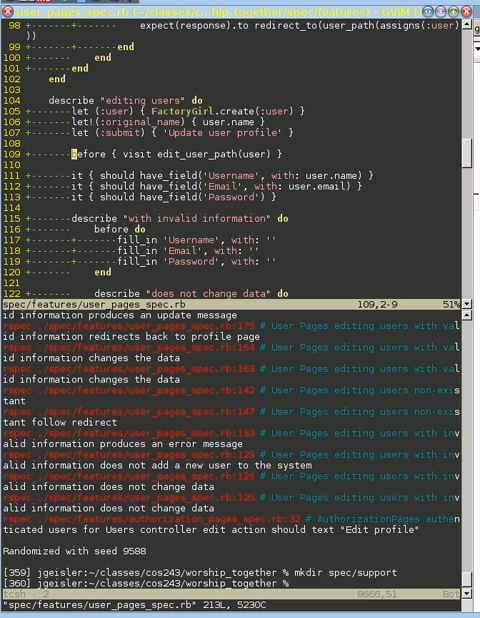 user_pages_spec.rb (~/classes/c...hip_together/spec/features) - GVIM
98 +-------+-------    expect(response).to redirect_to(user_path(assigns(:user)
))
99 +-------+-------end
100 +-------    end
101 +-------end
102     end
103
104     describe "editing users" do
105 +-------let (:user) { FactoryGirl.create(:user) }
106 +-------let!(:original_name) { user.name }
107 +-------let (:submit) { 'Update user profile' }
108
109 +-------before { visit edit_user_path(user) }
110
111 +-------it { should have_field('Username', with: user.name) }
112 +-------it { should have_field('Email', with: user.email) }
113 +-------it { should have_field('Password') }
114
115 +-------describe "with invalid information" do
116 +-------    before do
117 +-------+-------fill_in 'Username', with: ''
118 +-------+-------fill_in 'Email', with: ''
119 +-------+-------fill_in 'Password', with: ''
120 +-------    end
121
122 +-------    describe "does not change data" do
spec/features/user_pages_spec.rb 109,2-9 51%
id information produces an update message
rspec ./spec/features/user_pages_spec.rb:175 # User Pages editing users with val
id information redirects back to profile page
rspec ./spec/features/user_pages_spec.rb:164 # User Pages editing users with val
id information changes the data
rspec ./spec/features/user_pages_spec.rb:163 # User Pages editing users with val
id information changes the data
rspec ./spec/features/user_pages_spec.rb:142 # User Pages editing users non-exis
tant
rspec ./spec/features/user_pages_spec.rb:147 # User Pages editing users non-exis
tant follow redirect
rspec ./spec/features/user_pages_spec.rb:133 # User Pages editing users with inv
alid information produces an error message
rspec ./spec/features/user_pages_spec.rb:129 # User Pages editing users with inv
alid information does not add a new user to the system
rspec ./spec/features/user_pages_spec.rb:126 # User Pages editing users with inv
alid information does not change data
rspec ./spec/features/user_pages_spec.rb:125 # User Pages editing users with inv
alid information does not change data
rspec ./spec/features/authorization_pages_spec.rb:32 # AuthorizationPages authen
ticated users for Users controller edit action should text "Edit profile"

Randomized with seed 9588

[359] jgeisler:~/classes/cos243/worship_together % mkdir spec/support
[360] jgeisler:~/classes/cos243/worship_together %
tcsh - 2 8666,51 Bot
"spec/features/user_pages_spec.rb" 213L, 5230C